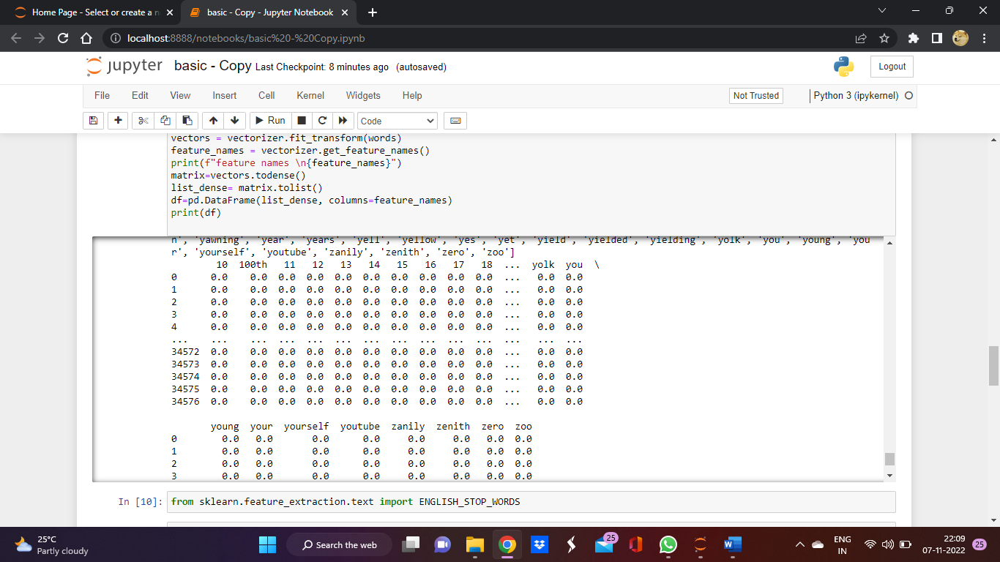 Home Page - Select or create a n
basic - Copy - Jupyter Notebook
localhost:8888/notebooks/basic%20-%20Copy.ipynb
jupyter basic - Copy Last Checkpoint: 8 minutes ago (autosaved)
Logout
File Edit View Insert Cell Kernel Widgets Help
Not Trusted
Python 3 (ipykernel)
Run
Code
vectors = vectorizer.fit_transform(words)
feature_names = vectorizer.get_feature_names()
print(f"feature names \n{feature_names}")
matrix=vectors.todense()
list_dense= matrix.tolist()
df=pd.DataFrame(list_dense, columns=feature_names)
print(df)
n', 'yawning', 'year', 'years', 'yell', 'yellow', 'yes', 'yet', 'yield', 'yielded', 'yielding', 'yolk', 'you', 'young', 'you
r', 'yourself', 'youtube', 'zanily', 'zenith', 'zero', 'zoo']
10 100th 11 12 13 14 15 16 17 18 ... yolk you \
0 0.0 0.0 0.0 0.0 0.0 0.0 0.0 0.0 0.0 0.0 ... 0.0 0.0
1 0.0 0.0 0.0 0.0 0.0 0.0 0.0 0.0 0.0 0.0 ... 0.0 0.0
2 0.0 0.0 0.0 0.0 0.0 0.0 0.0 0.0 0.0 0.0 ... 0.0 0.0
3 0.0 0.0 0.0 0.0 0.0 0.0 0.0 0.0 0.0 0.0 ... 0.0 0.0
4 0.0 0.0 0.0 0.0 0.0 0.0 0.0 0.0 0.0 0.0 ... 0.0 0.0
... ... ... ... ... ... ... ... ... ... ... ... ... ...
34572 0.0 0.0 0.0 0.0 0.0 0.0 0.0 0.0 0.0 0.0 ... 0.0 0.0
34573 0.0 0.0 0.0 0.0 0.0 0.0 0.0 0.0 0.0 0.0 ... 0.0 0.0
34574 0.0 0.0 0.0 0.0 0.0 0.0 0.0 0.0 0.0 0.0 ... 0.0 0.0
34575 0.0 0.0 0.0 0.0 0.0 0.0 0.0 0.0 0.0 0.0 ... 0.0 0.0
34576 0.0 0.0 0.0 0.0 0.0 0.0 0.0 0.0 0.0 0.0 ... 0.0 0.0
young your yourself youtube zanily zenith zero zoo
0 0.0 0.0 0.0 0.0 0.0 0.0 0.0 0.0
1 0.0 0.0 0.0 0.0 0.0 0.0 0.0 0.0
2 0.0 0.0 0.0 0.0 0.0 0.0 0.0 0.0
3 0.0 0.0 0.0 0.0 0.0 0.0 0.0 0.0
In [10]: from sklearn.feature_extraction.text import ENGLISH_STOP_WORDS
25°C
Partly cloudy
Search the web
25
ENG
IN
22:09
07-11-2022
25